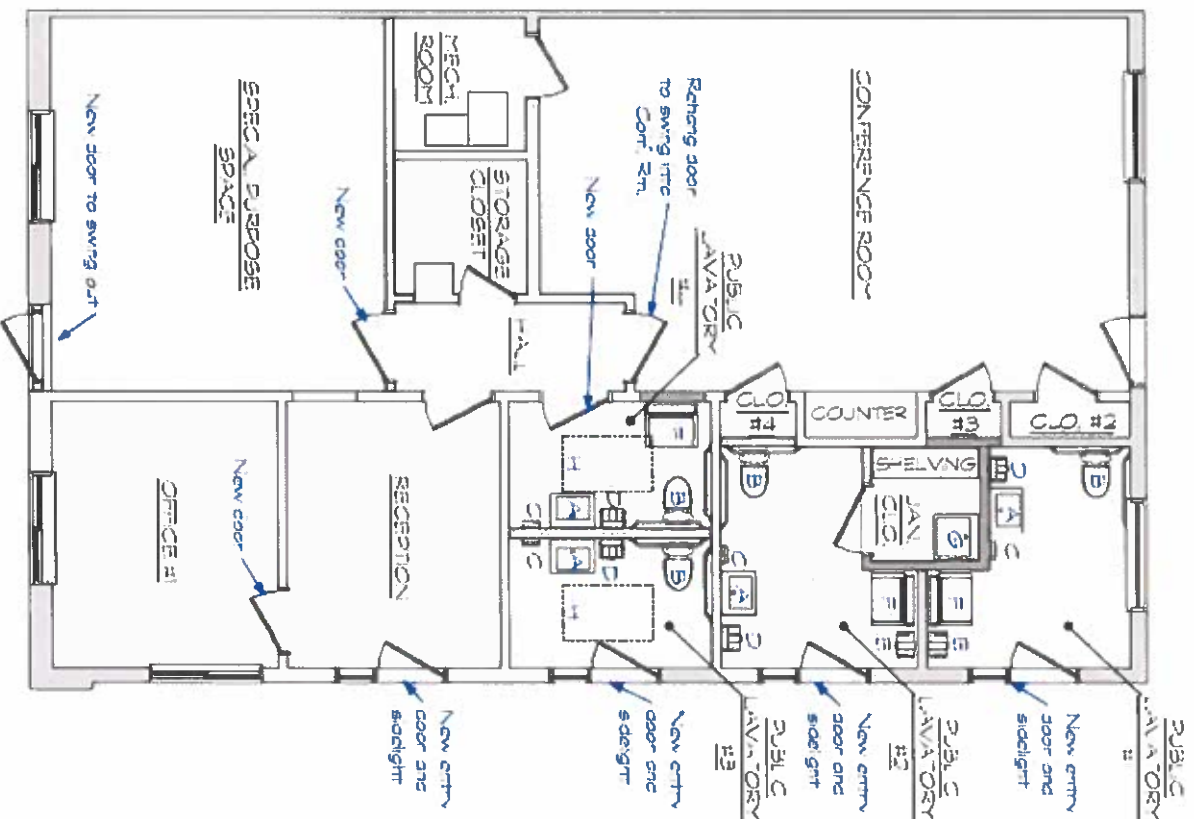 CONFERENCE ROOM
MECH.
ROOM
Rehang door
to swing into
Conf. Rm.
SPECIAL PURPOSE
SPACE
New door to swing out
STORAGE
CLOSET
New door
New door
PUBLIC
LAVATORY
HALL
CLO.
#4
COUNTER
CLO.
#3
CLO. #2
F
H
B
A
D
C
B
SHELVING
JAN.
CLO.
G
D
A
C
B
OFFICE #1
New door
RECEPTION
C
A
D
B
H
C
A
D
F
E
F
E
New entry
door and
sidelight
New entry
door and
sidelight
PUBLIC
LAVATORY
#3
New entry
door and
sidelight
PUBLIC
LAVATORY
#2
New entry
door and
sidelight
PUBLIC
LAVATORY